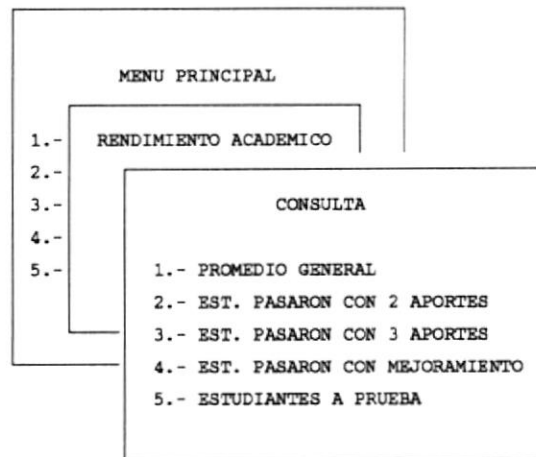 MENU PRINCIPAL
1.- RENDIMIENTO ACADEMICO
2.-
3.-
4.-
5.-
CONSULTA
1.- PROMEDIO GENERAL
2.- EST. PASARON CON 2 APORTES
3.- EST. PASARON CON 3 APORTES
4.- EST. PASARON CON MEJORAMIENTO
5.- ESTUDIANTES A PRUEBA